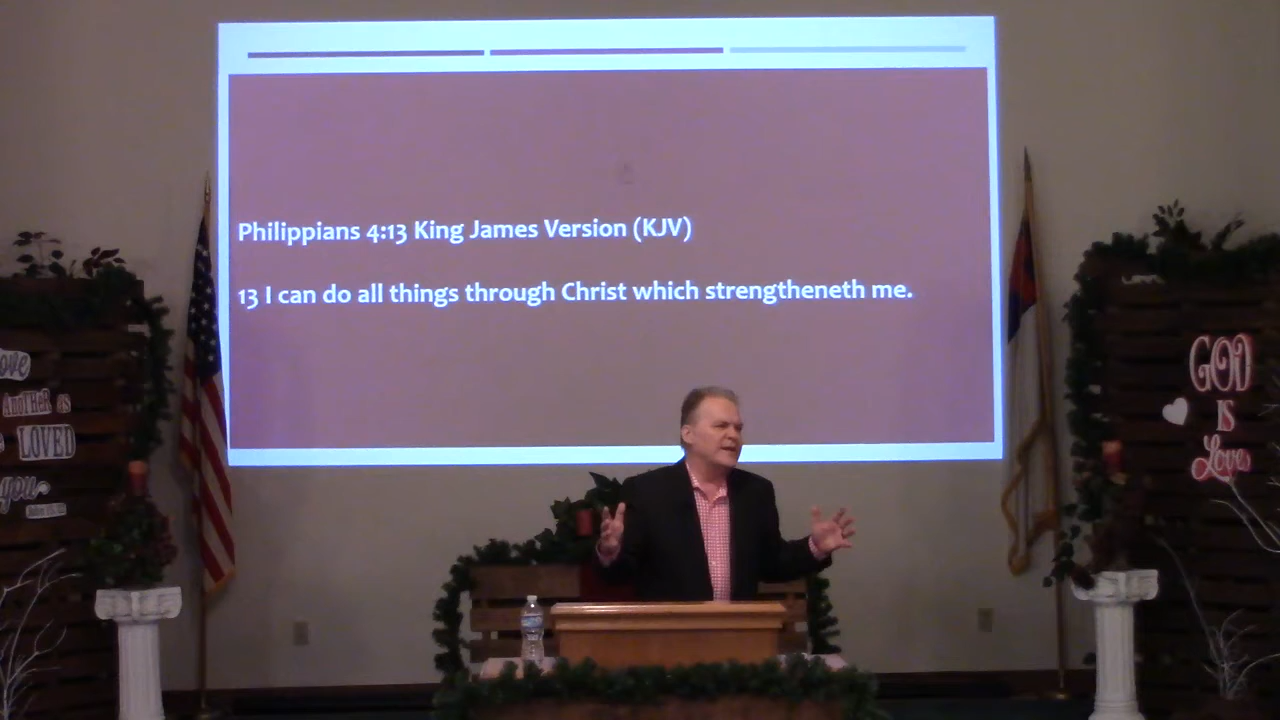 Philippians 4:13 King James Version (KJV)
13 I can do all things through Christ which strengtheneth me.
ANOTHER AS
LOVED
you
GOD
IS
Love